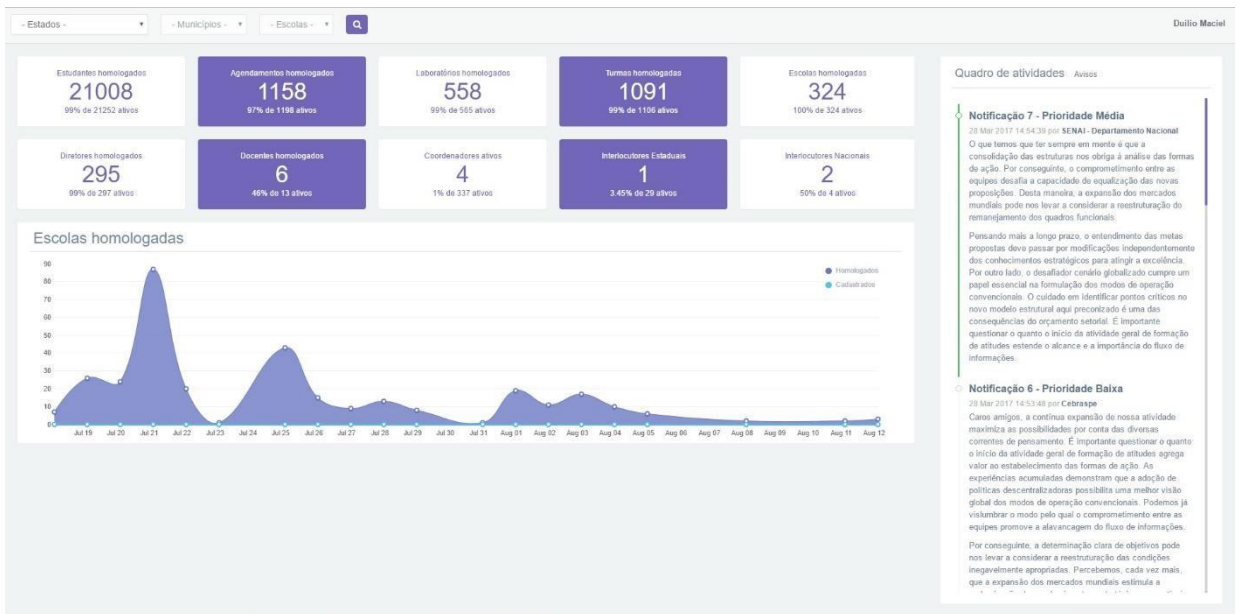 - Estados -
- Municípios -
- Escolas -
Duilio Maciel
Estudantes homologados
21008
99% de 21252 ativos
Agendamentos homologados
1158
97% de 1198 ativos
Laboratórios homologados
558
99% de 565 ativos
Turmas homologadas
1091
99% de 1106 ativos
Escolas homologadas
324
100% de 324 ativos
Diretores homologados
295
99% de 297 ativos
Docentes homologados
6
46% de 13 ativos
Coordenadores ativos
4
1% de 337 ativos
Interlocutores Estaduais
1
3.45% de 29 ativos
Interlocutores Nacionais
2
50% de 4 ativos
Escolas homologadas
90
80
70
60
50
40
30
20
10
0
Jul 19 Jul 20 Jul 21 Jul 22 Jul 23 Jul 24 Jul 25 Jul 26 Jul 27 Jul 28 Jul 29 Jul 30 Jul 31 Aug 01 Aug 02 Aug 03 Aug 04 Aug 05 Aug 06 Aug 07 Aug 08 Aug 09 Aug 10 Aug 11 Aug 12
Homologados
Cadastrados
Quadro de atividades Avisos
Notificação 7 - Prioridade Média
28 Mar 2017 14:54:39 por SENAI - Departamento Nacional
O que temos que ter sempre em mente é que a
consolidação das estruturas nos obriga à análise das formas
de ação. Por conseguinte, o comprometimento entre as
equipes desafia a capacidade de equalização das novas
proposições. Desta maneira, a expansão dos mercados
mundiais pode nos levar a considerar a reestruturação do
remanejamento dos quadros funcionais.
Pensando mais a longo prazo, o entendimento das metas
propostas deve passar por modificações independentemente
dos conhecimentos estratégicos para atingir a excelência.
Por outro lado, o desafiador cenário globalizado cumpre um
papel essencial na formulação dos modos de operação
convencionais. O cuidado em identificar pontos críticos no
novo modelo estrutural aqui preconizado é uma das
consequências do orçamento setorial. É importante
questionar o quanto o início da atividade geral de formação
de atitudes estende o alcance e a importância do fluxo de
informações.
Notificação 6 - Prioridade Baixa
28 Mar 2017 14:53:48 por Cebraspe
Caros amigos, a contínua expansão de nossa atividade
maximiza as possibilidades por conta das diversas
correntes de pensamento. É importante questionar o quanto
o início da atividade geral de formação de atitudes agrega
valor ao estabelecimento das formas de ação. As
experiências acumuladas demonstram que a adoção de
políticas descentralizadoras possibilita uma melhor visão
global dos modos de operação convencionais. Podemos já
vislumbrar o modo pelo qual o comprometimento entre as
equipes promove a alavancagem do fluxo de informações.
Por conseguinte, a determinação clara de objetivos pode
nos levar a considerar a reestruturação das condições
inegavelmente apropriadas. Percebemos, cada vez mais,
que a expansão dos mercados mundiais estimula a